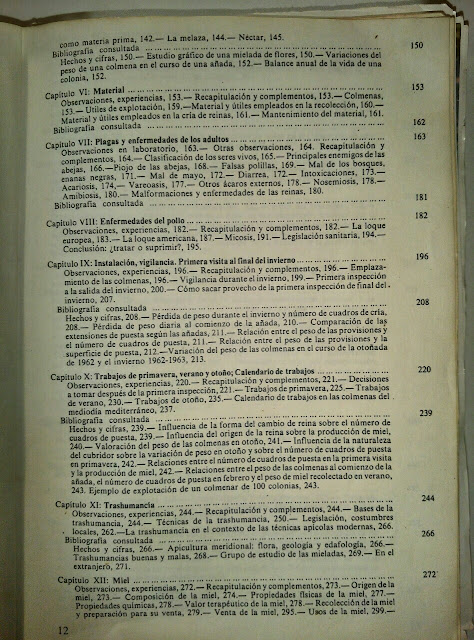 como materia prima, 142.— La melaza, 144.— Néctar, 145.
Bibliografía consultada ........ 150
Hechos y cifras, 150.— Estudio gráfico de una mielada de flores, 150.— Variaciones del
peso de una colmena en el curso de una añada, 152.— Balance anual de la vida de una
colonia, 152.
Capítulo VI: Material ........ 153
Observaciones, experiencias, 153.— Recapitulación y complementos, 153.— Colmenas,
153.— Utiles de explotación, 159.—Material y útiles empleados en la recolección, 160.—
Material y útiles empleados en la cría de reinas, 161.— Mantenimiento del material, 161.
Bibliografía consultada ........ 162
Capítulo VII: Plagas y enfermedades de los adultos ........ 163
Observaciones en laboratorio, 163.— Otras observaciones, 164. Recapitulación y
complementos, 164.— Clasificación de los seres vivos, 165.— Principales enemigos de las
abejas, 166.—Piojo de las abejas, 168.— Falsas polillas, 169.— Mal de los bosques,
enanas negras, 171.— Mal de mayo, 172.— Diarrea, 172.— Intoxicaciones, 173.—
Acariosis, 174.— Vareoasis, 177.— Otros ácaros externos, 178.— Nosemiosis, 178.—
Amibiosis, 180.— Malformaciones y enfermedades de las reinas, 180.
Bibliografía consultada ........ 181
Capítulo VIII: Enfermedades del pollo ........ 182
Observaciones, experiencias, 182.— Recapitulación y complementos, 182.— La loque
europea, 183.— La loque americana, 187.— Micosis, 191.— Legislación sanitaria, 194.—
Conclusión: ¿tratar o suprimir?, 195.
Capítulo IX: Instalación, vigilancia. Primera visita al final del invierno ........ 196
Observaciones, experiencias, 196.— Recapitulación y complementos, 196.— Emplaza-
miento de las colmenas, 196.— Vigilancia durante el invierno, 199.— Primera inspección
a la salida del invierno, 200.— Cómo sacar provecho de la primera inspección de final del
invierno, 207.
Bibliografía consultada ........ 208
Hechos y cifras, 208.— Pérdida de peso durante el invierno y número de cuadros de cría,
208.— Pérdida de peso diaria al comienzo de la añada, 210.— Comparación de las
extensiones de puesta según las añadas, 211.— Relación entre el peso de las provisiones y
el número de cuadros de puesta, 211.— Relación entre el peso de las provisiones y la
superficie de puesta, 212.—Variación del peso de las colmenas en el curso de la otoñada
de 1962 y el invierno 1962-1963, 213.
Capítulo X: Trabajos de primavera, verano y otoño; Calendario de trabajos ........ 220
Observaciones, experiencias, 220.— Recapitulación y complementos, 221.— Decisiones
a tomar después de la primera inspección, 221.— Trabajos de primavera, 225.— Trabajos
de verano, 230.— Trabajos de otoño, 235.— Calendario de trabajos en las colmenas del
mediodía mediterráneo, 237.
Bibliografía consultada ........ 239
Hechos y cifras, 239.— Influencia de la forma del cambio de reina sobre el número de
cuadros de puesta, 239.— Influencia del origen de la reina sobre la producción de miel,
240.— Valoración del peso de las colmenas en otoño, 241.— Influencia de la naturaleza
del cubridor sobre la variación de peso en otoño y sobre el número de cuadros de puesta
en primavera, 242.— Relaciones entre el número de cuadros de puesta en la primera visita
y la producción de miel, 242.— Relaciones entre el peso de las colmenas al comienzo de la
añada, el número de cuadros de puesta en febrero y el peso de miel recolectado en verano,
243. Ejemplo de explotación de un colmenar de 100 colonias, 243.
Capítulo XI: Trashumancia ........ 244
Observaciones, experiencias, 244.— Recapitulación y complementos, 244.— Bases de la
trashumancia, 244.— Técnicas de la trashumancia, 250.— Legislación, costumbres
locales, 262.—La trashumancia en el contexto de las técnicas apícolas modernas, 266.
Bibliografía consultada ........ 266
Hechos y cifras, 266.— Apicultura meridional: flora, geología y edafología, 266.—
Trashumancias buenas y malas, 268.— Grupo de estudio de las mieladas, 269.— En el
extranjero, 271.
Capítulo XII: Miel ........ 272
Observaciones, experiencias, 272.— Recapitulación y complementos, 273.— Origen de la
miel, 273.— Composición de la miel, 274.— Propiedades físicas de la miel, 277.—
Propiedades químicas, 278.— Valor terapéutico de la miel, 278.— Recolección de la miel
y preparación para su venta, 279.— Venta de la miel, 295.— Usos de la miel, 299.—
12